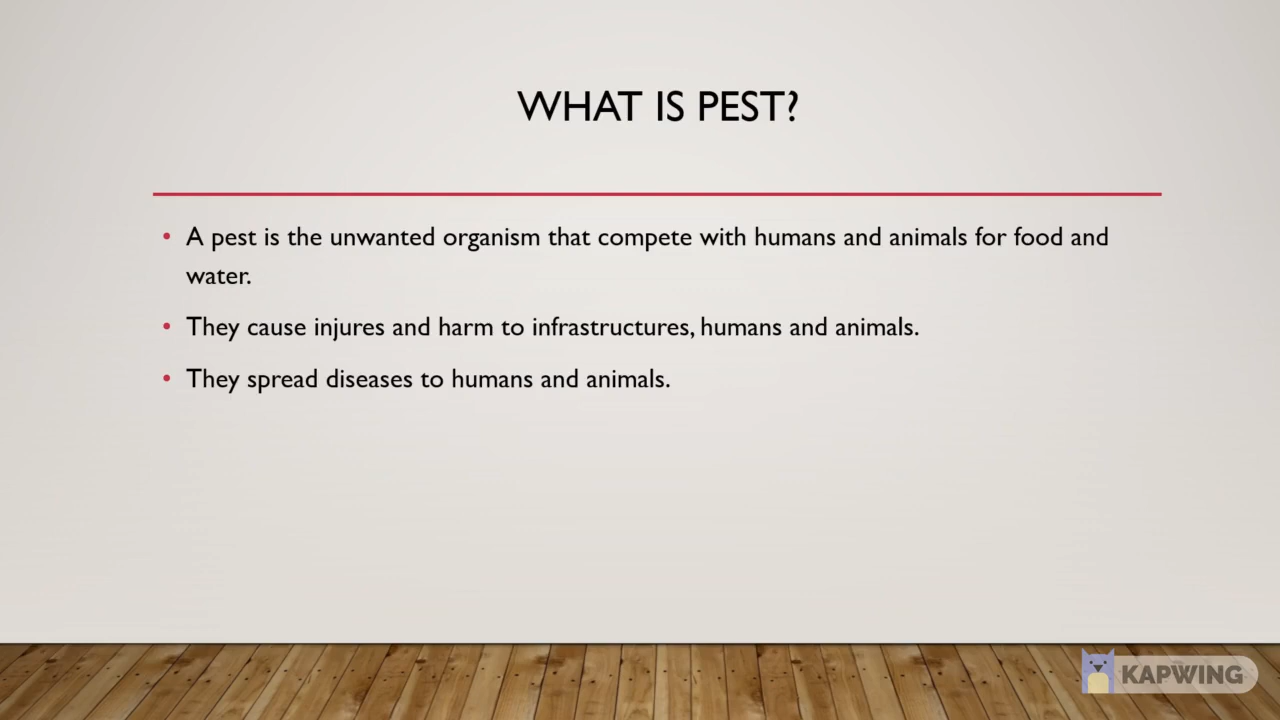 WHAT IS PEST?
• A pest is the unwanted organism that compete with humans and animals for food and
water.
• They cause injures and harm to infrastructures, humans and animals.
• They spread diseases to humans and animals.
KAPWING